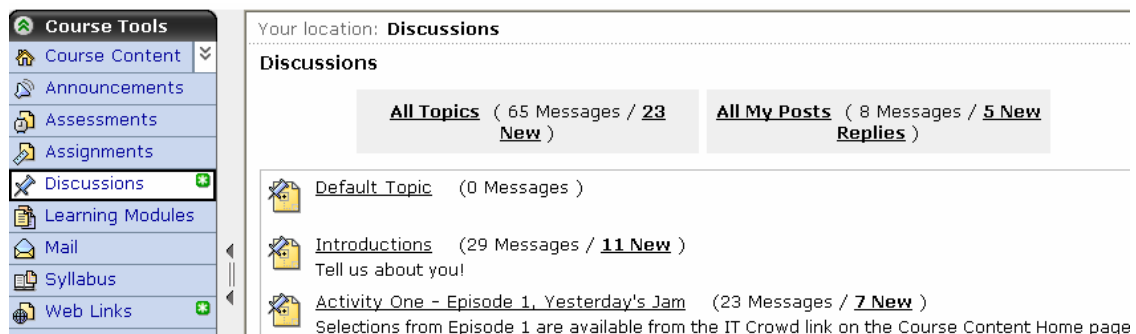 Course Tools
Course Content
Announcements
Assessments
Assignments
Discussions
Learning Modules
Mail
Syllabus
Web Links
Your location: Discussions
Discussions
All Topics ( 65 Messages / 23
New )
All My Posts ( 8 Messages / 5 New
Replies )
Default Topic (0 Messages )
Introductions (29 Messages / 11 New )
Tell us about you!
Activity One - Episode 1, Yesterday's Jam (23 Messages / 7 New )
Selections from Episode 1 are available from the IT Crowd link on the Course Content Home page